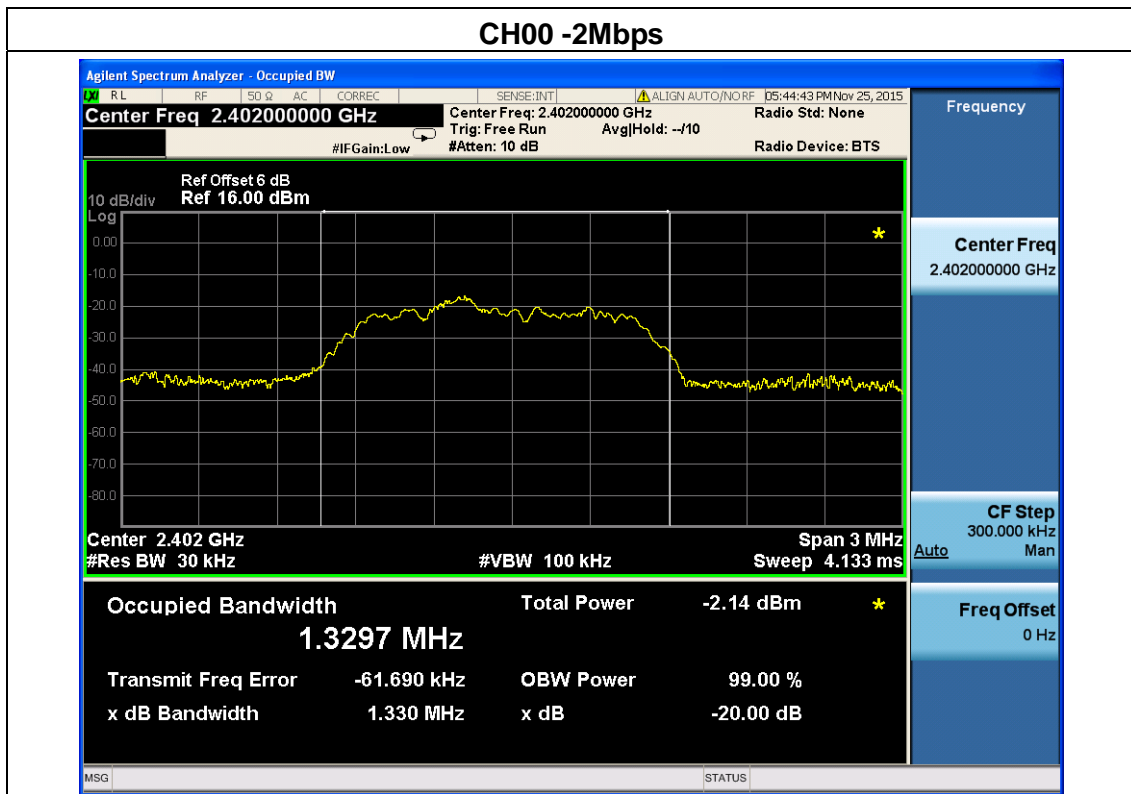 CH00 -2Mbps
Agilent Spectrum Analyzer - Occupied BW
LXI RL RF 50 Ω AC CORREC SENSE:INT ALIGN AUTO/NO RF 05:44:43 PM Nov 25, 2015
Center Freq 2.402000000 GHz
Center Freq: 2.402000000 GHz Radio Std: None
Trig: Free Run Avg|Hold: --/10
#IFGain:Low #Atten: 10 dB Radio Device: BTS
Frequency
Ref Offset 6 dB
10 dB/div Ref 16.00 dBm
Log
0.00
-10.0
-20.0
-30.0
-40.0
-50.0
-60.0
-70.0
-80.0
Center 2.402 GHz Span 3 MHz
#Res BW 30 kHz #VBW 100 kHz Sweep 4.133 ms
Center Freq
2.402000000 GHz
CF Step
300.000 kHz
Auto Man
Freq Offset
0 Hz
Occupied Bandwidth Total Power -2.14 dBm
1.3297 MHz
Transmit Freq Error -61.690 kHz OBW Power 99.00 %
x dB Bandwidth 1.330 MHz x dB -20.00 dB
MSG STATUS